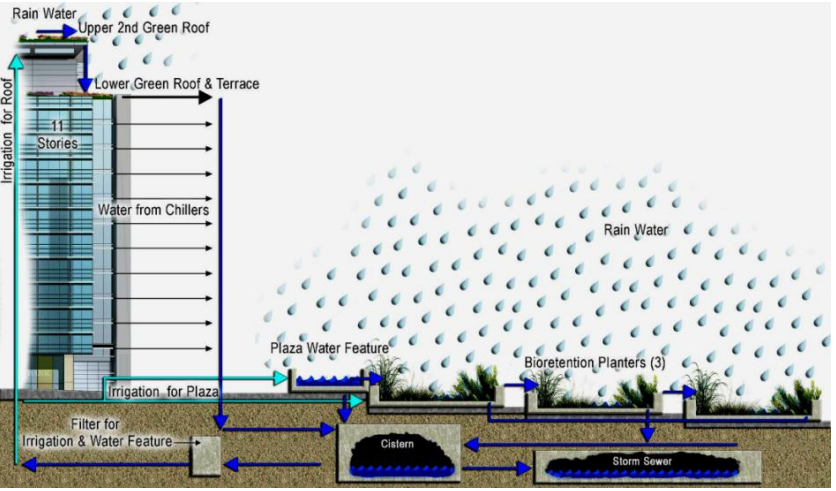 Rain Water
Upper 2nd Green Roof
Lower Green Roof & Terrace
Irrigation for Roof
11
Stories
Water from Chillers
Rain Water
Plaza Water Feature
Bioretention Planters (3)
Irrigation for Plaza
Filter for
Irrigation & Water Feature
Cistern
Storm Sewer